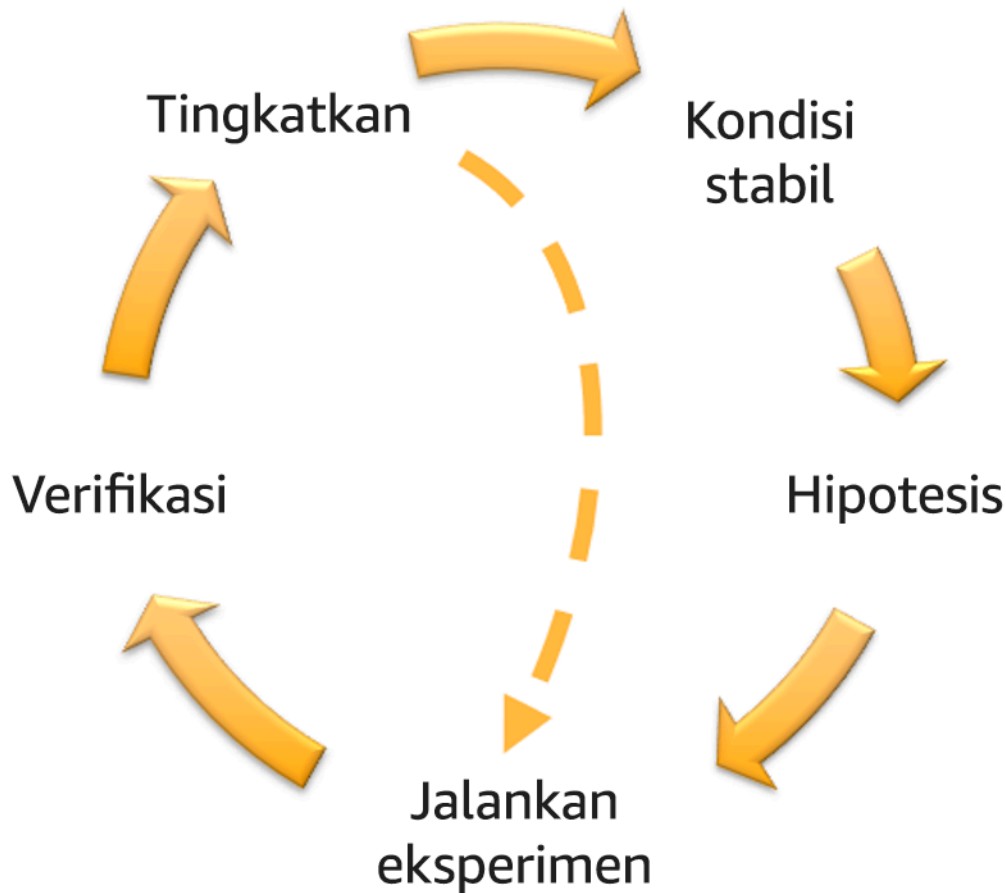 Tingkatkan
Kondisi
stabil
Hipotesis
Jalankan
eksperimen
Verifikasi